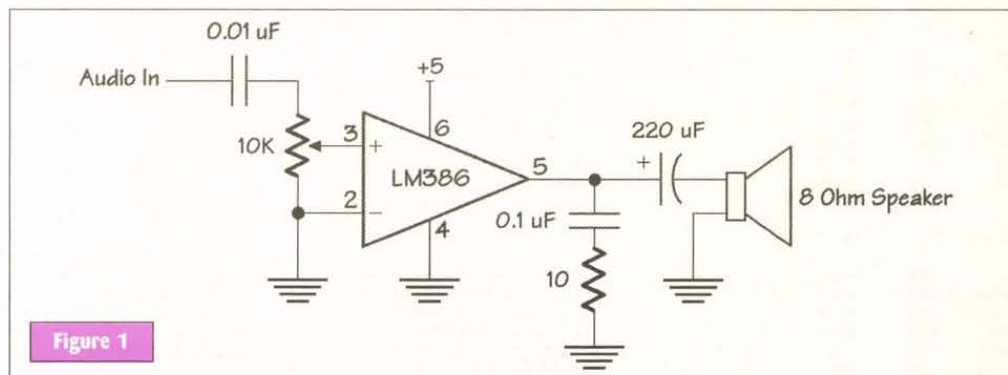 0.01 uF
Audio In
+5
10K
3
+
6
LM386
2
−
4
5
220 uF
+
0.1 uF
8 Ohm Speaker
10
Figure 1